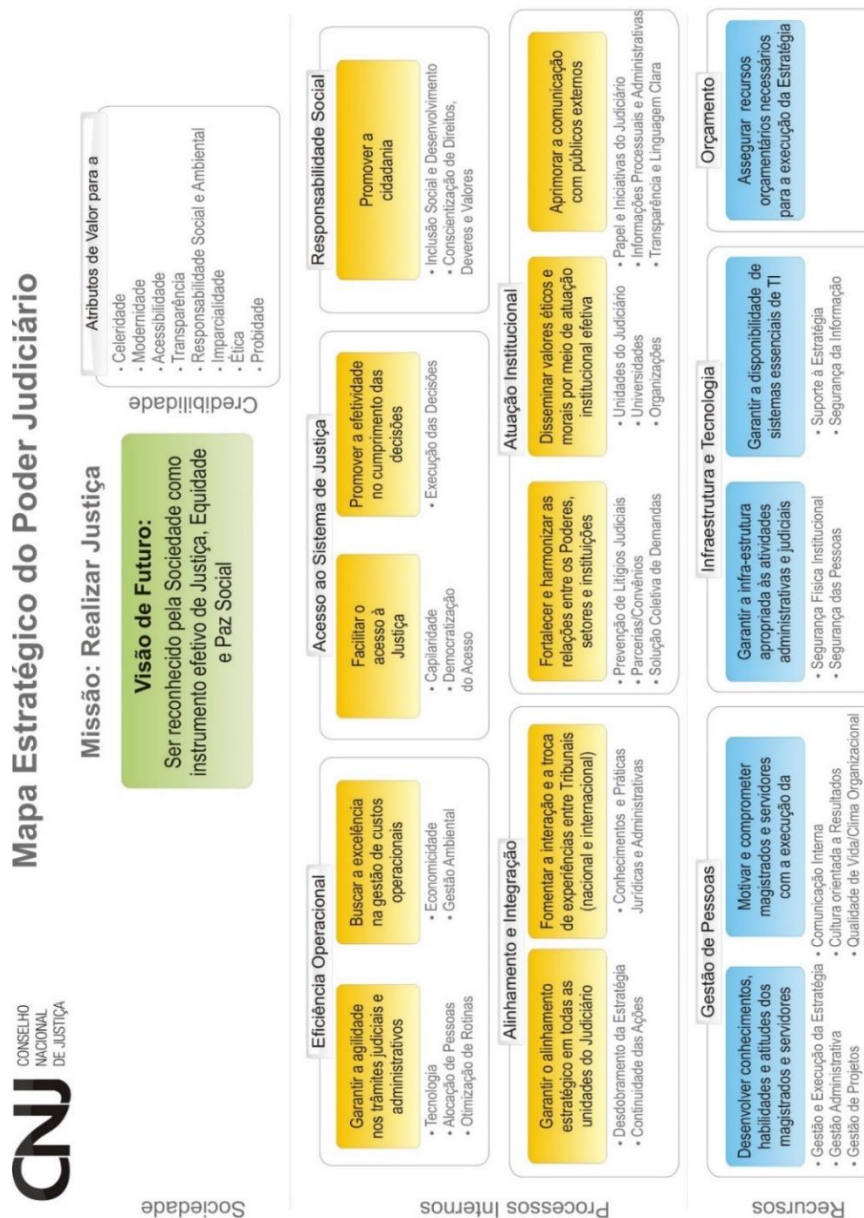 CNJ
CONSELHO
NACIONAL
DE JUSTIÇA
Mapa Estratégico do Poder Judiciário
Missão: Realizar Justiça
Sociedade
Visão de Futuro:
Ser reconhecido pela Sociedade como
instrumento efetivo de Justiça, Equidade
e Paz Social
Credibilidade
Atributos de Valor para a
• Celeridade
• Modernidade
• Acessibilidade
• Transparência
• Responsabilidade Social e Ambiental
• Imparcialidade
• Ética
• Probidade
Processos Internos
Eficiência Operacional
Garantir a agilidade
nos trâmites judiciais e
administrativos
• Tecnologia
• Alocação de Pessoas
• Otimização de Rotinas
Buscar a excelência
na gestão de custos
operacionais
• Economicidade
• Gestão Ambiental
Acesso ao Sistema de Justiça
Facilitar o
acesso à
Justiça
• Capilaridade
• Democratização
do Acesso
Promover a efetividade
no cumprimento das
decisões
• Execução das Decisões
Responsabilidade Social
Promover a
cidadania
• Inclusão Social e Desenvolvimento
• Conscientização de Direitos,
Deveres e Valores
Alinhamento e Integração
Garantir o alinhamento
estratégico em todas as
unidades do Judiciário
• Desdobramento da Estratégia
• Continuidade das Ações
Fomentar a interação e a troca
de experiências entre Tribunais
(nacional e internacional)
• Conhecimentos e Práticas
Jurídicas e Administrativas
Atuação Institucional
Fortalecer e harmonizar as
relações entre os Poderes,
setores e instituições
• Prevenção de Litígios Judiciais
• Parcerias/Convênios
• Solução Coletiva de Demandas
Disseminar valores éticos e
morais por meio de atuação
institucional efetiva
• Unidades do Judiciário
• Universidades
• Organizações
Aprimorar a comunicação
com públicos externos
• Papel e Iniciativas do Judiciário
• Informações Processuais e Administrativas
• Transparência e Linguagem Clara
Recursos
Gestão de Pessoas
Desenvolver conhecimentos,
habilidades e atitudes dos
magistrados e servidores
• Gestão e Execução da Estratégia
• Gestão Administrativa
• Gestão de Projetos
Motivar e comprometer
magistrados e servidores
com a execução da
• Comunicação Interna
• Cultura orientada a Resultados
• Qualidade de Vida/Clima Organizacional
Infraestrutura e Tecnologia
Garantir a infra-estrutura
apropriada às atividades
administrativas e judiciais
• Segurança Física Institucional
• Segurança das Pessoas
Garantir a disponibilidade de
sistemas essenciais de TI
• Suporte à Estratégia
• Segurança da Informação
Orçamento
Assegurar recursos
orçamentários necessários
para a execução da Estratégia